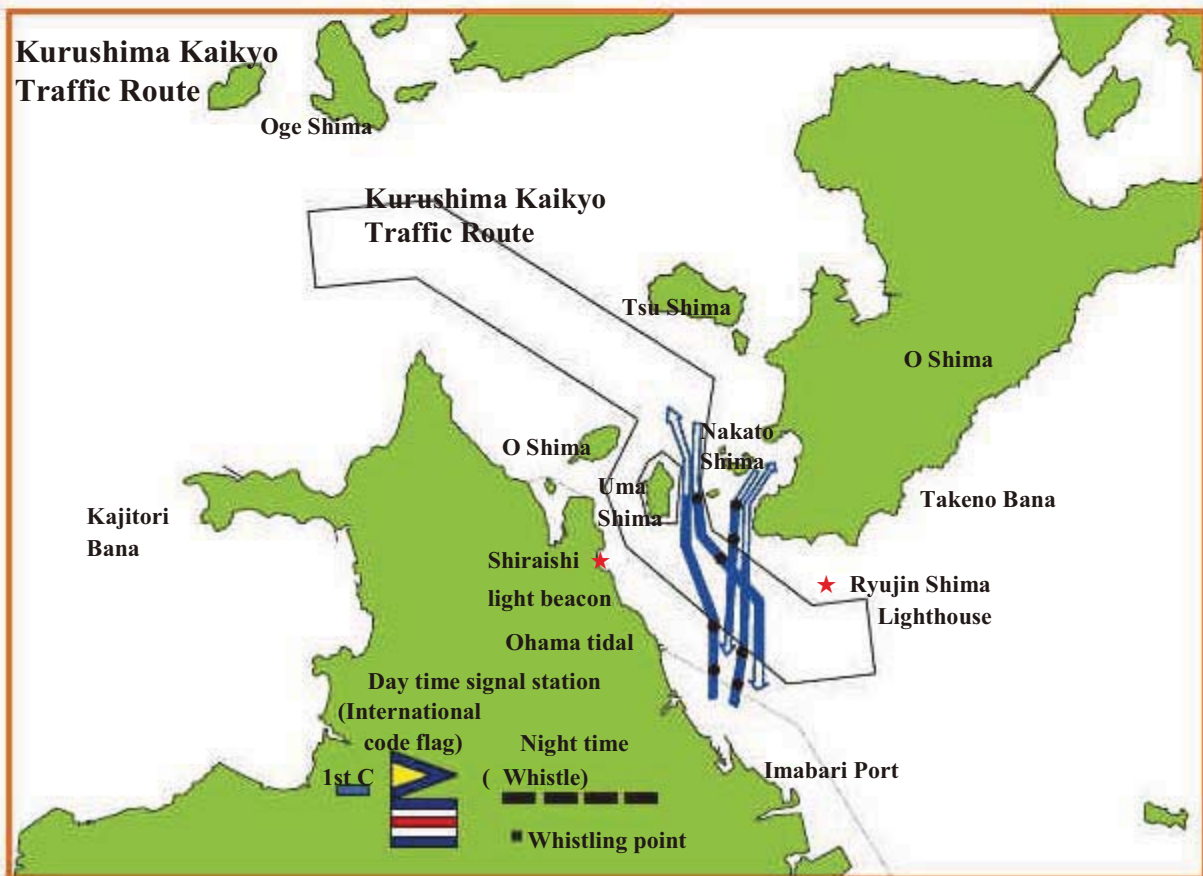 Kurushima Kaikyo
Traffic Route
Oge Shima
Kurushima Kaikyo
Traffic Route
Tsu Shima
O Shima
Nakato
Shima
O Shima
Uma
Shima
Takeno Bana
Kajitori
Bana
Shiraishi
light beacon
Ryujin Shima
Lighthouse
Ohama tidal
Day time signal station
(International
code flag)
Night time
1st C
( Whistle)
Imabari Port
Whistling point